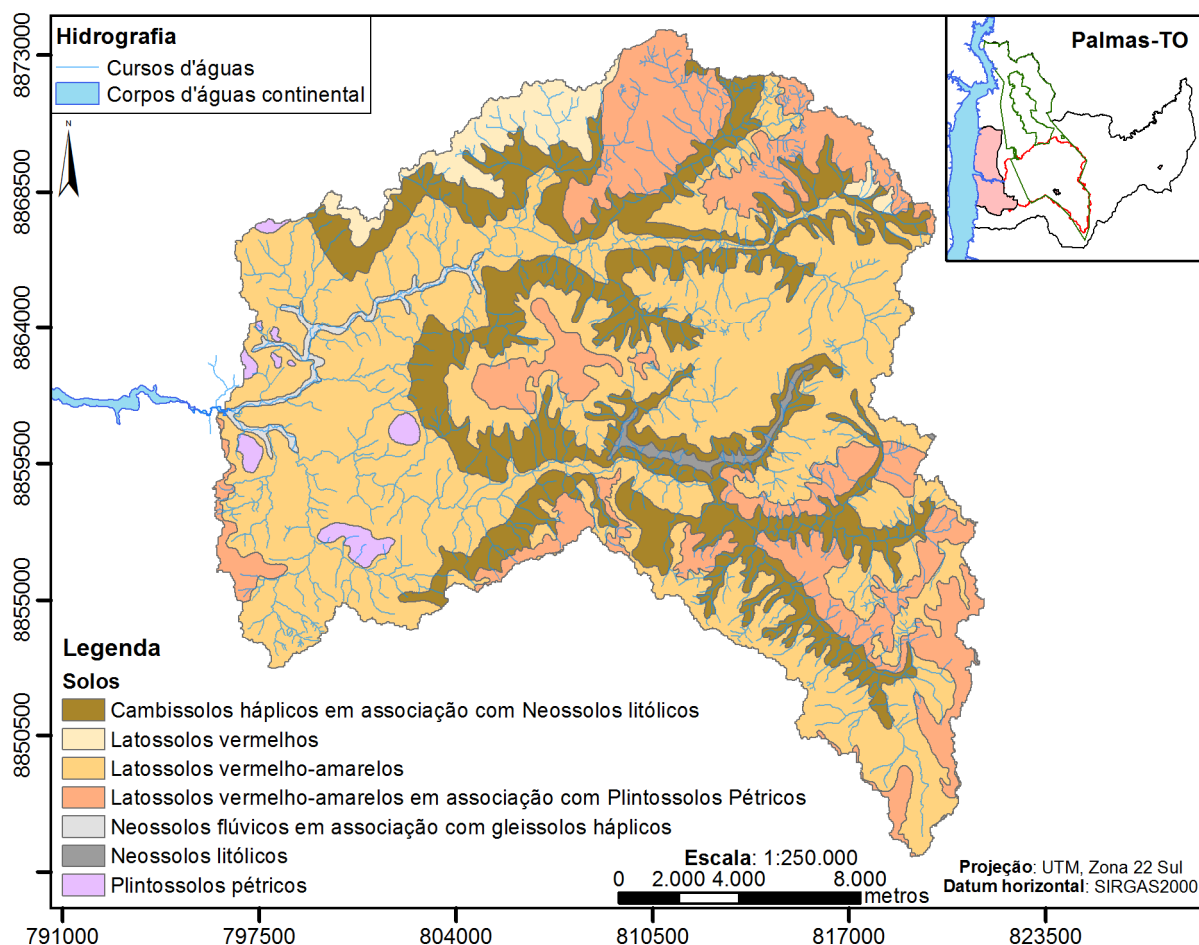 Hidrografia
Cursos d'águas
Corpos d'águas continental
N
Palmas-TO
8873000
8868500
8864000
8859500
8855000
8850500
Legenda
Solos
Cambissolos háplicos em associação com Neossolos litólicos
Latossolos vermelhos
Latossolos vermelho-amarelos
Latossolos vermelho-amarelos em associação com Plintossolos Pétricos
Neossolos flúvicos em associação com gleissolos háplicos
Neossolos litólicos
Plintossolos pétricos
Escala: 1:250.000
0 2.000 4.000 8.000
metros
Projeção: UTM, Zona 22 Sul
Datum horizontal: SIRGAS2000
791000 797500 804000 810500 817000 823500